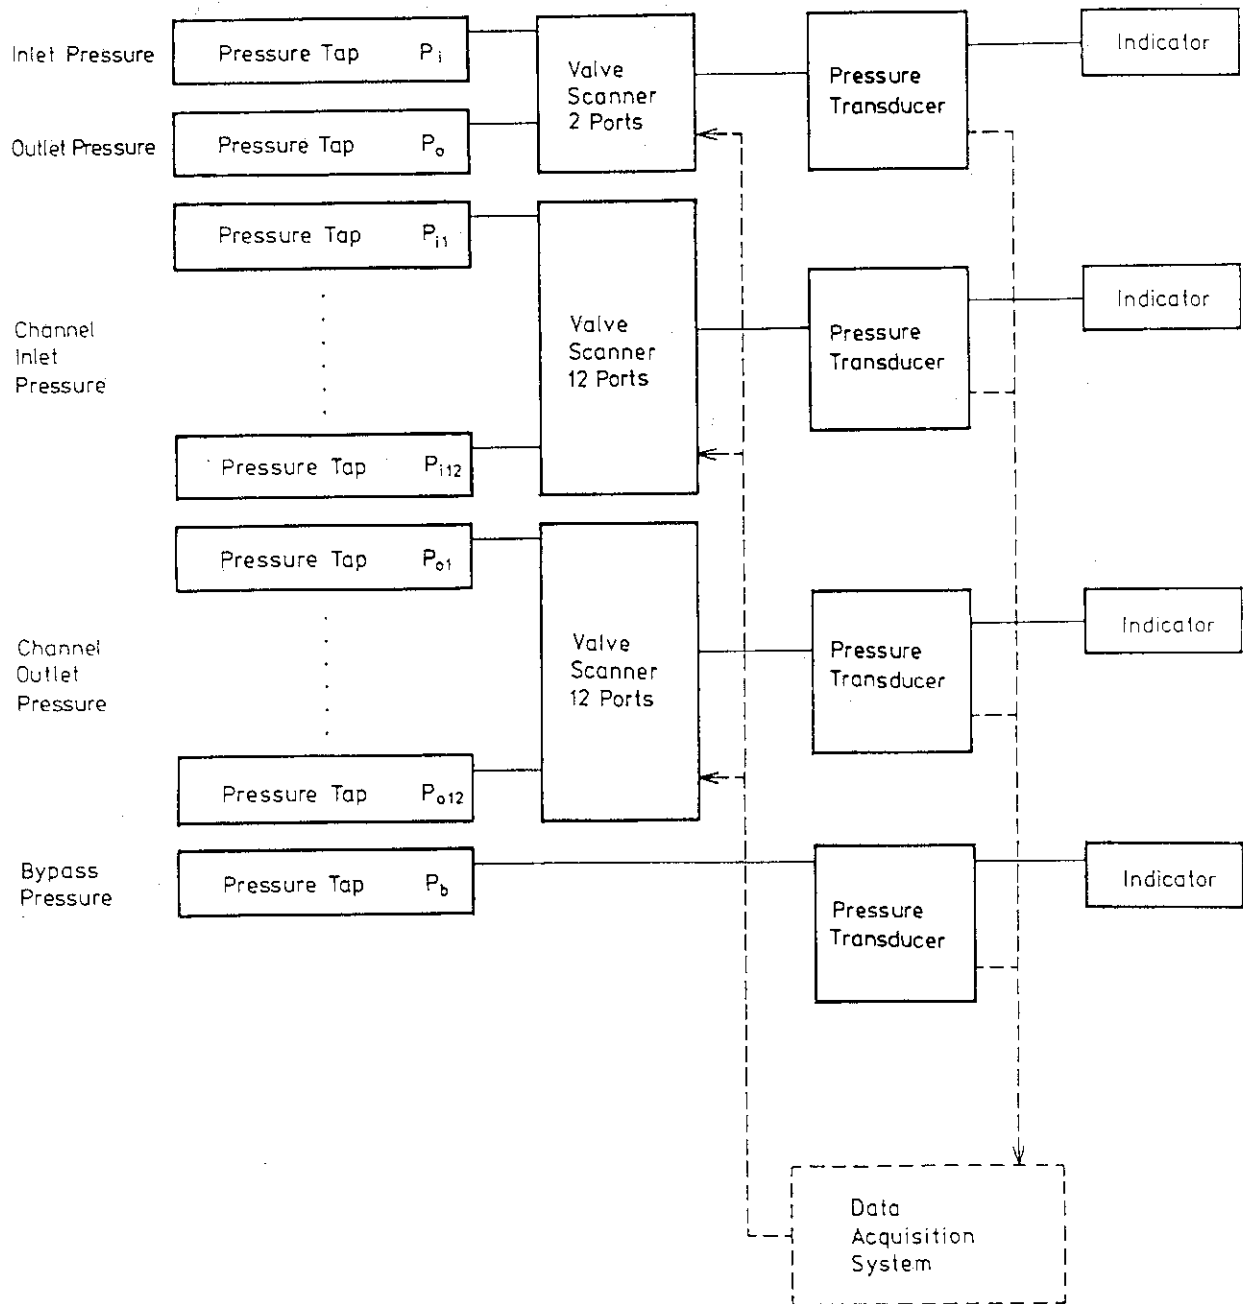 Inlet Pressure
Pressure Tap Pi
Valve
Scanner
2 Ports
Pressure
Transducer
Indicator
Outlet Pressure
Pressure Tap Po
Pressure Tap Pi1
Channel
Inlet
Pressure
Valve
Scanner
12 Ports
Pressure
Transducer
Indicator
Pressure Tap Pi12
Pressure Tap Po1
Channel
Outlet
Pressure
Valve
Scanner
12 Ports
Pressure
Transducer
Indicator
Pressure Tap Po12
Bypass
Pressure
Pressure Tap Pb
Pressure
Transducer
Indicator
Data
Acquisition
System